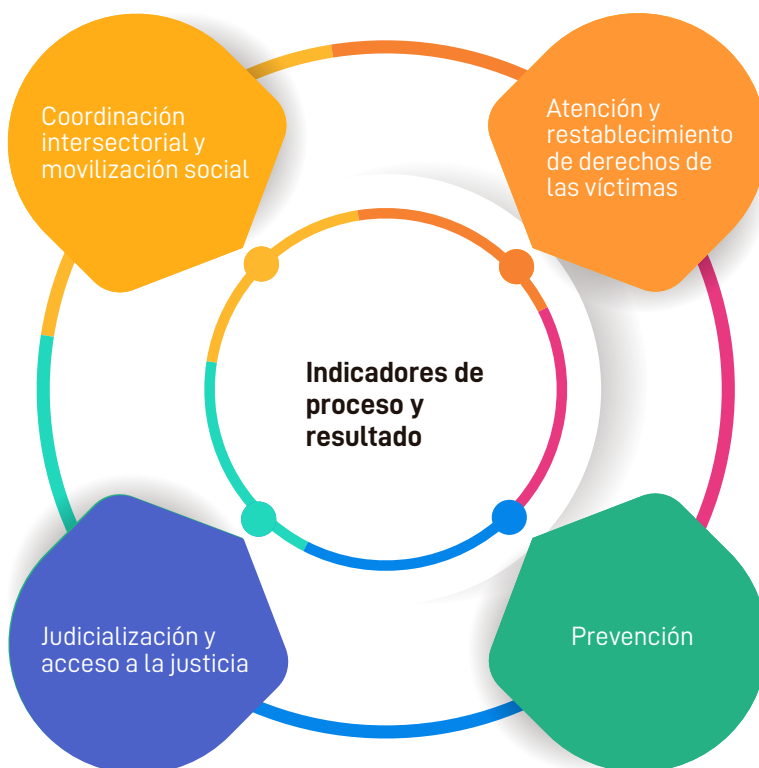 Coordinación
intersectorial y
movilización social
Atención y
restablecimiento
de derechos de
las víctimas
Indicadores de
proceso y
resultado
Judicialización y
acceso a la justicia
Prevención